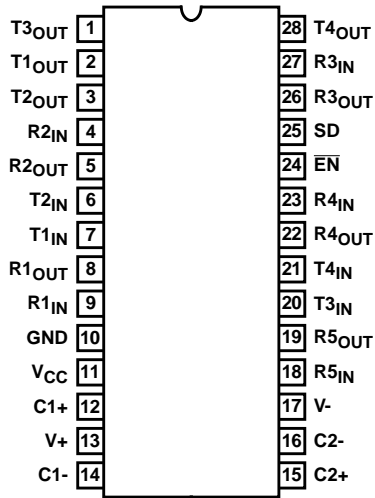 T3OUT 1 28 T4OUT
T1OUT 2 27 R3IN
T2OUT 3 26 R3OUT
R2IN 4 25 SD
R2OUT 5 24 E̅N̅
T2IN 6 23 R4IN
T1IN 7 22 R4OUT
R1OUT 8 21 T4IN
R1IN 9 20 T3IN
GND 10 19 R5OUT
VCC 11 18 R5IN
C1+ 12 17 V-
V+ 13 16 C2-
C1- 14 15 C2+